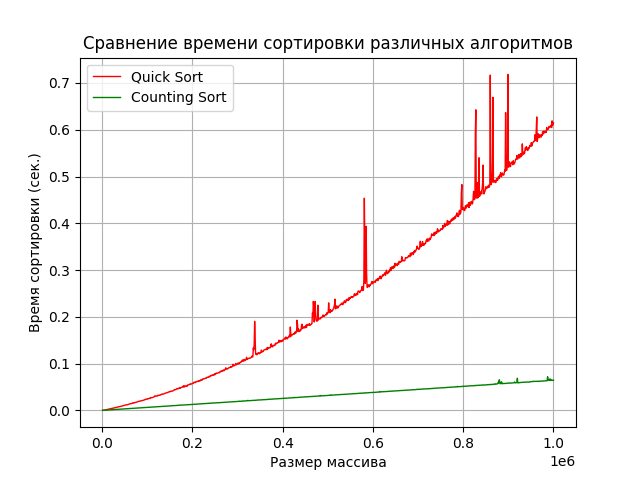 Сравнение времени сортировки различных алгоритмов
Quick Sort
Counting Sort
Время сортировки (сек.)
0.7
0.6
0.5
0.4
0.3
0.2
0.1
0.0
0.0 0.2 0.4 0.6 0.8 1.0
1e6
Размер массива